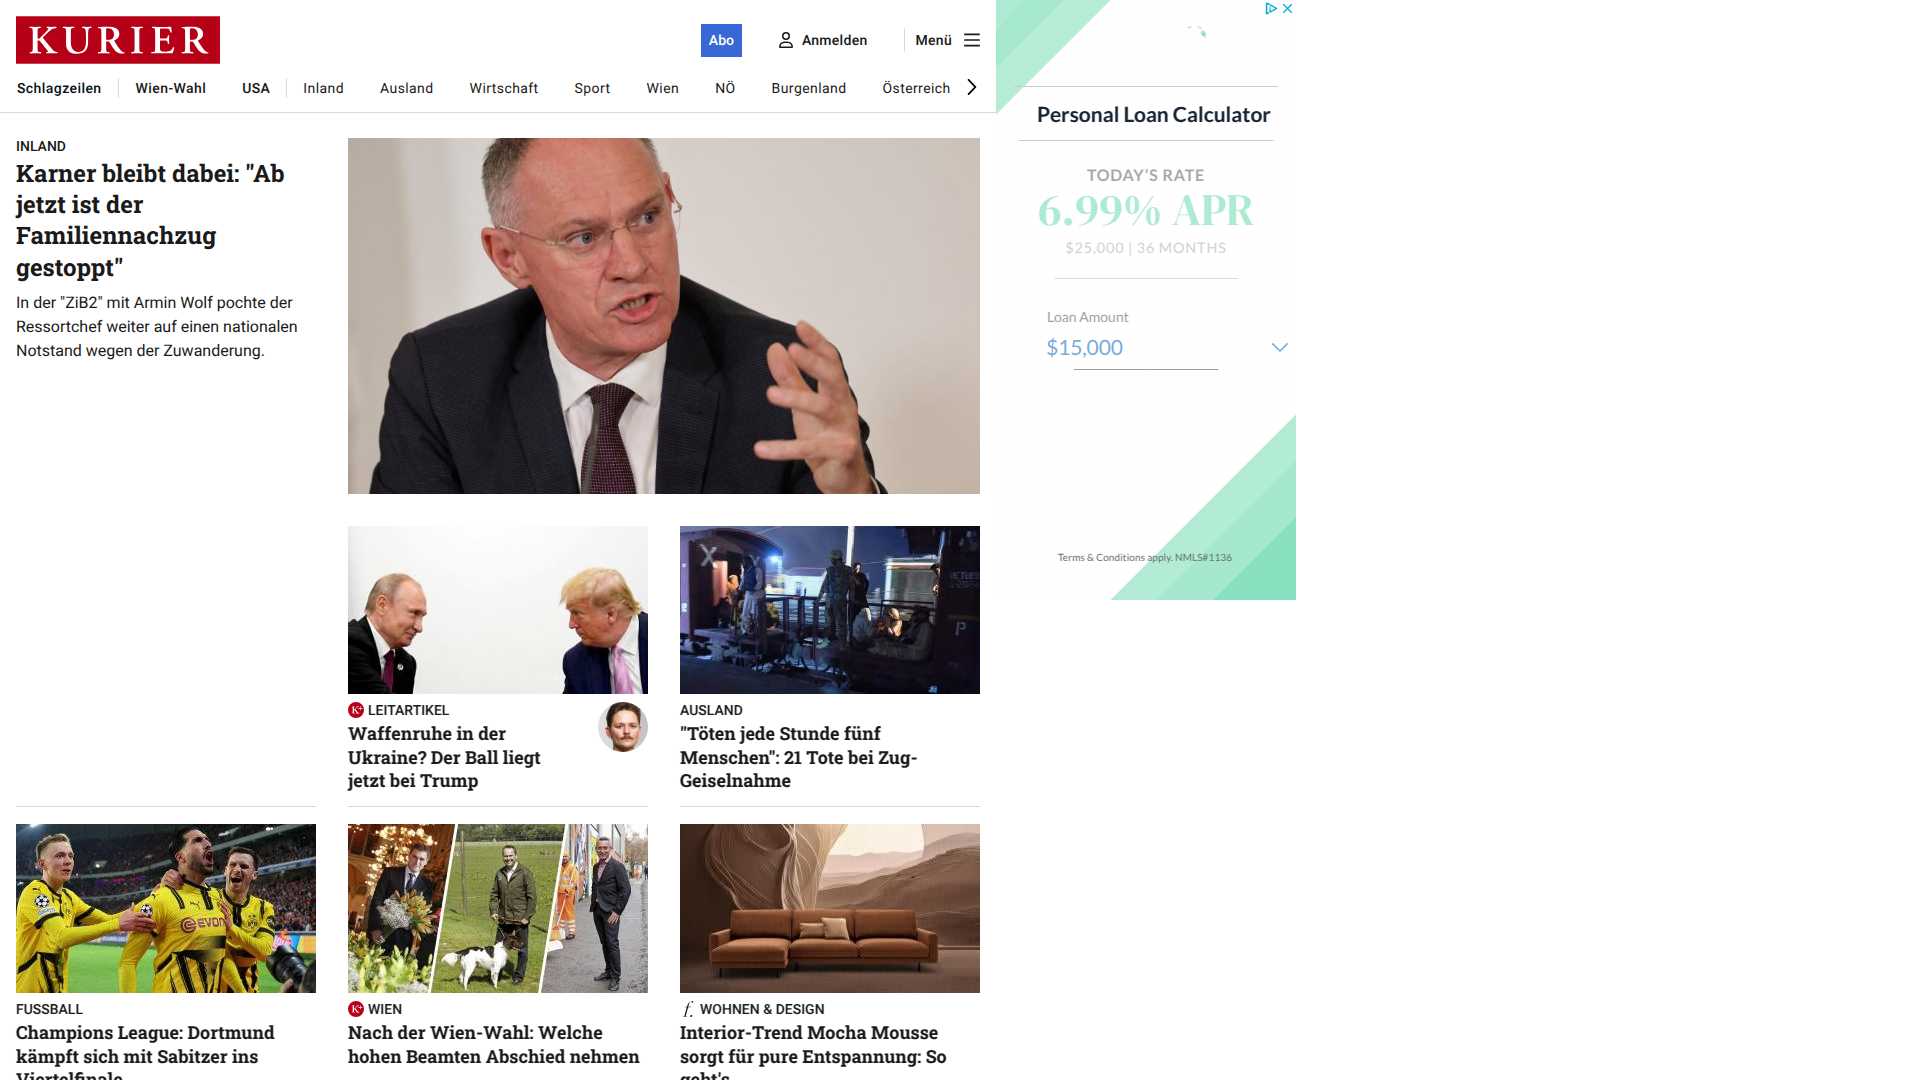 KURIER
Abo
Anmelden
Menü
Schlagzeilen
Wien-Wahl
USA
Inland
Ausland
Wirtschaft
Sport
Wien
NÖ
Burgenland
Österreich
INLAND
Karner bleibt dabei: "Ab
jetzt ist der
Familiennachzug
gestoppt"
In der "ZiB2" mit Armin Wolf pochte der
Ressortchef weiter auf einen nationalen
Notstand wegen der Zuwanderung.
K+ LEITARTIKEL
Waffenruhe in der
Ukraine? Der Ball liegt
jetzt bei Trump
AUSLAND
"Töten jede Stunde fünf
Menschen": 21 Tote bei Zug-
Geiselnahme
FUSSBALL
Champions League: Dortmund
kämpft sich mit Sabitzer ins
Viertelfinale
K+ WIEN
Nach der Wien-Wahl: Welche
hohen Beamten Abschied nehmen
f. WOHNEN & DESIGN
Interior-Trend Mocha Mousse
sorgt für pure Entspannung: So
geht's
Personal Loan Calculator
TODAY'S RATE
6.99% APR
$25,000 | 36 MONTHS
Loan Amount
$15,000
Terms & Conditions apply. NMLS#1136